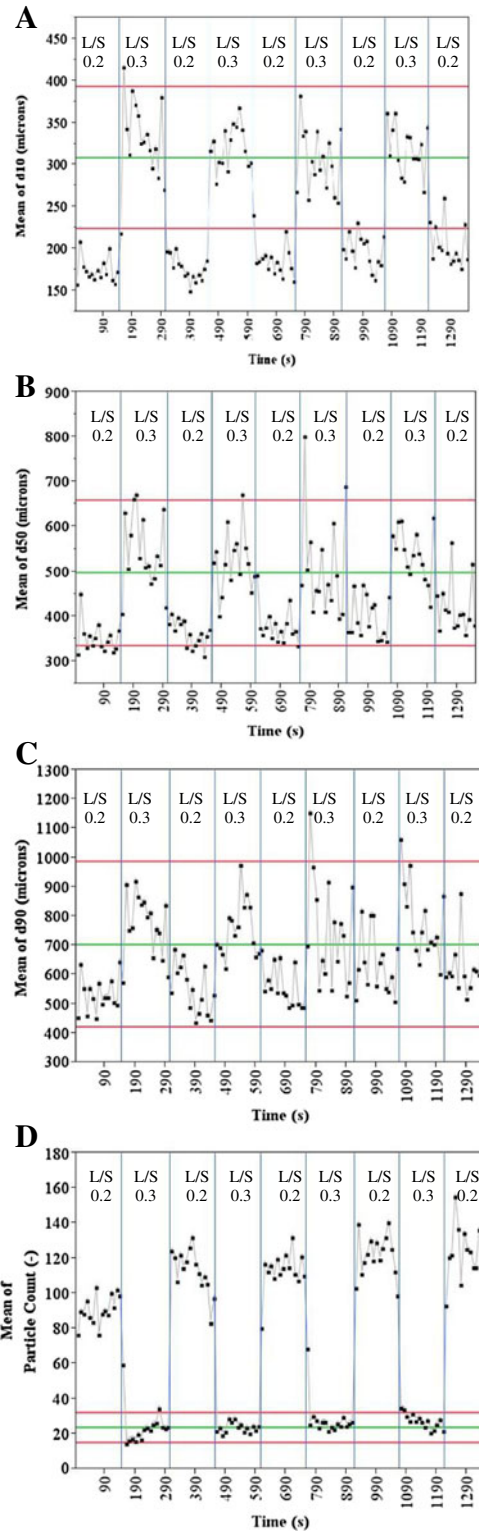 A
L/S L/S L/S L/S L/S L/S L/S L/S L/S
0.2 0.3 0.2 0.3 0.2 0.3 0.2 0.3 0.2
Mean of d10 (microns)
450
400
350
300
250
200
150
90 190 290 390 490 590 690 790 890 990 1090 1190 1290
Time (s)
B
L/S L/S L/S L/S L/S L/S L/S L/S L/S
0.2 0.3 0.2 0.3 0.2 0.3 0.2 0.3 0.2
Mean of d50 (microns)
900
800
700
600
500
400
300
90 190 290 390 490 590 690 790 890 990 1090 1190 1290
Time (s)
C
L/S L/S L/S L/S L/S L/S L/S L/S L/S
0.2 0.3 0.2 0.3 0.2 0.3 0.2 0.3 0.2
Mean of d90 (microns)
1300
1200
1100
1000
900
800
700
600
500
400
300
90 190 290 390 490 590 690 790 890 990 1090 1190 1290
Time (s)
D
L/S L/S L/S L/S L/S L/S L/S L/S L/S
0.2 0.3 0.2 0.3 0.2 0.3 0.2 0.3 0.2
Mean of
Particle Count (-)
180
160
140
120
100
80
60
40
20
0
90 190 290 390 490 590 690 790 890 990 1090 1190 1290
Time (s)